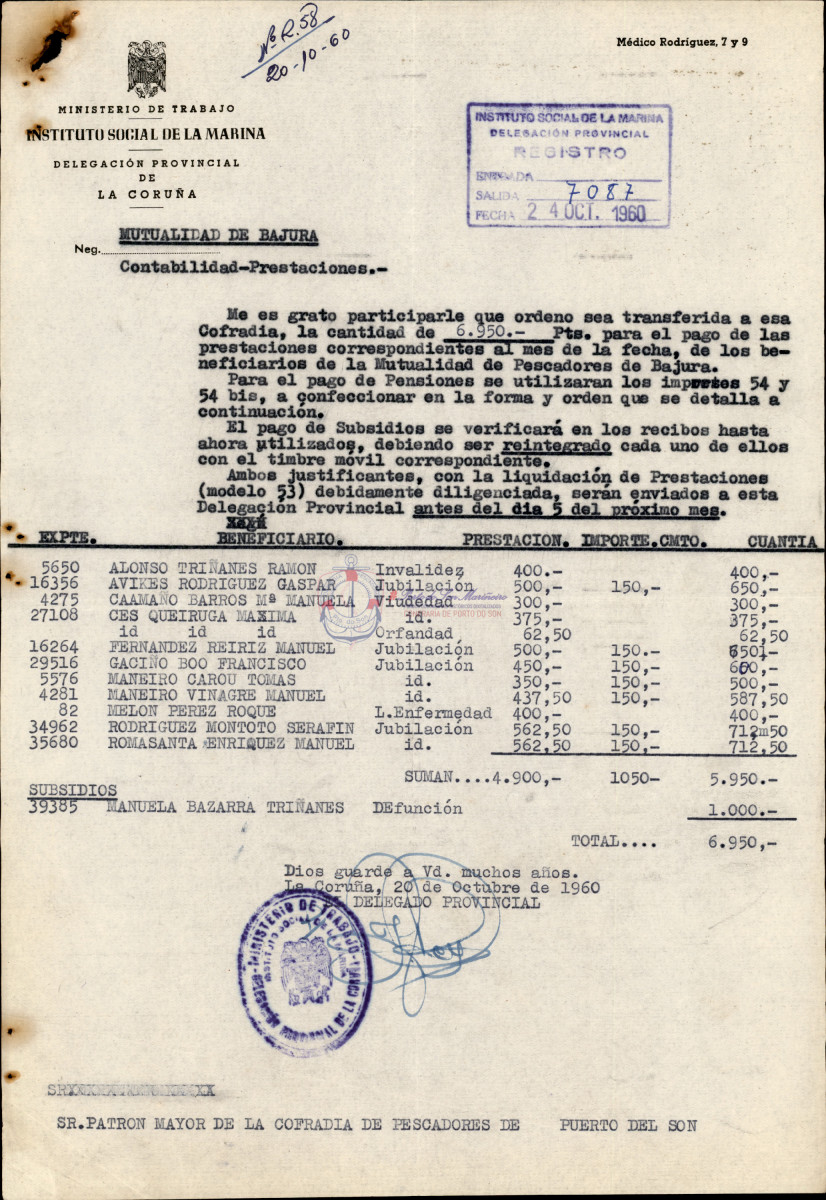 Nº R. 58
20-10-60
Médico Rodríguez, 7 y 9
MINISTERIO DE TRABAJO
INSTITUTO SOCIAL DE LA MARINA
DELEGACIÓN PROVINCIAL
DE
LA CORUÑA
INSTITUTO SOCIAL DE LA MARINA
DELEGACIÓN PROVINCIAL
REGISTRO
ENTRADA
SALIDA 7087
FECHA 24 OCT. 1960
MUTUALIDAD DE BAJURA
Neg.
Contabilidad-Prestaciones.-
Me es grato participarle que ordeno sea transferida a esa
Cofradia, la cantidad de 6.950.- Pts. para el pago de las
prestaciones correspondientes al mes de la fecha, de los be-
neficiarios de la Mutualidad de Pescadores de Bajura.
Para el pago de Pensiones se utilizaran los impresos 54 y
54 bis, a confeccionar en la forma y orden que se detalla a
continuación.
El pago de Subsidios se verificará en los recibos hasta
ahora utilizados, debiendo ser reintegrado cada uno de ellos
con el timbre móvil correspondiente.
Ambos justificantes, con la liquidación de Prestaciones
(modelo 53) debidamente diligenciada, serán enviados a esta
Delegación Provincial antes del dia 5 del próximo mes.
EXPTE. BENEFICIARIO. PRESTACION. IMPORTE.CMTO. CUANTIA
5650 ALONSO TRIÑANES RAMON Invalidez 400.- 400,-
16356 AVIKES RODRIGUEZ GASPAR Jubilación 500,- 150,- 650,-
4275 CAAMAÑO BARROS Mª MANUELA Viudedad 300,- 300,-
27108 CES QUEIRUGA MAXIMA id. 375,- 375,-
id id id Orfandad 62,50 62,50
16264 FERNANDEZ REIRIZ MANUEL Jubilación 500,- 150.- 650,-
29516 GACIÑO BOO FRANCISCO Jubilación 450,- 150,- 600,-
5576 MANEIRO CAROU TOMAS id. 350,- 150,- 500,-
4281 MANEIRO VINAGRE MANUEL id. 437,50 150,- 587,50
82 MELON PEREZ ROQUE L.Enfermedad 400,- 400,-
34962 RODRIGUEZ MONTOTO SERAFIN Jubilación 562,50 150,- 712m50
35680 ROMASANTA ENRIQUEZ MANUEL id. 562,50 150,- 712,50
SUMAN....4.900,- 1050- 5.950.-
SUBSIDIOS
39385 MANUELA BAZARRA TRIÑANES DEfunción 1.000.-
TOTAL.... 6.950,-
Dios guarde a Vd. muchos años.
La Coruña, 20 de Octubre de 1960
DELEGADO PROVINCIAL
MINISTERIO DE TRABAJO
INSTITUTO SOCIAL DE LA MARINA
DELEGACIÓN PROVINCIAL DE LA CORUÑA
SR.PATRON MAYOR DE LA COFRADIA DE PESCADORES DE PUERTO DEL SON